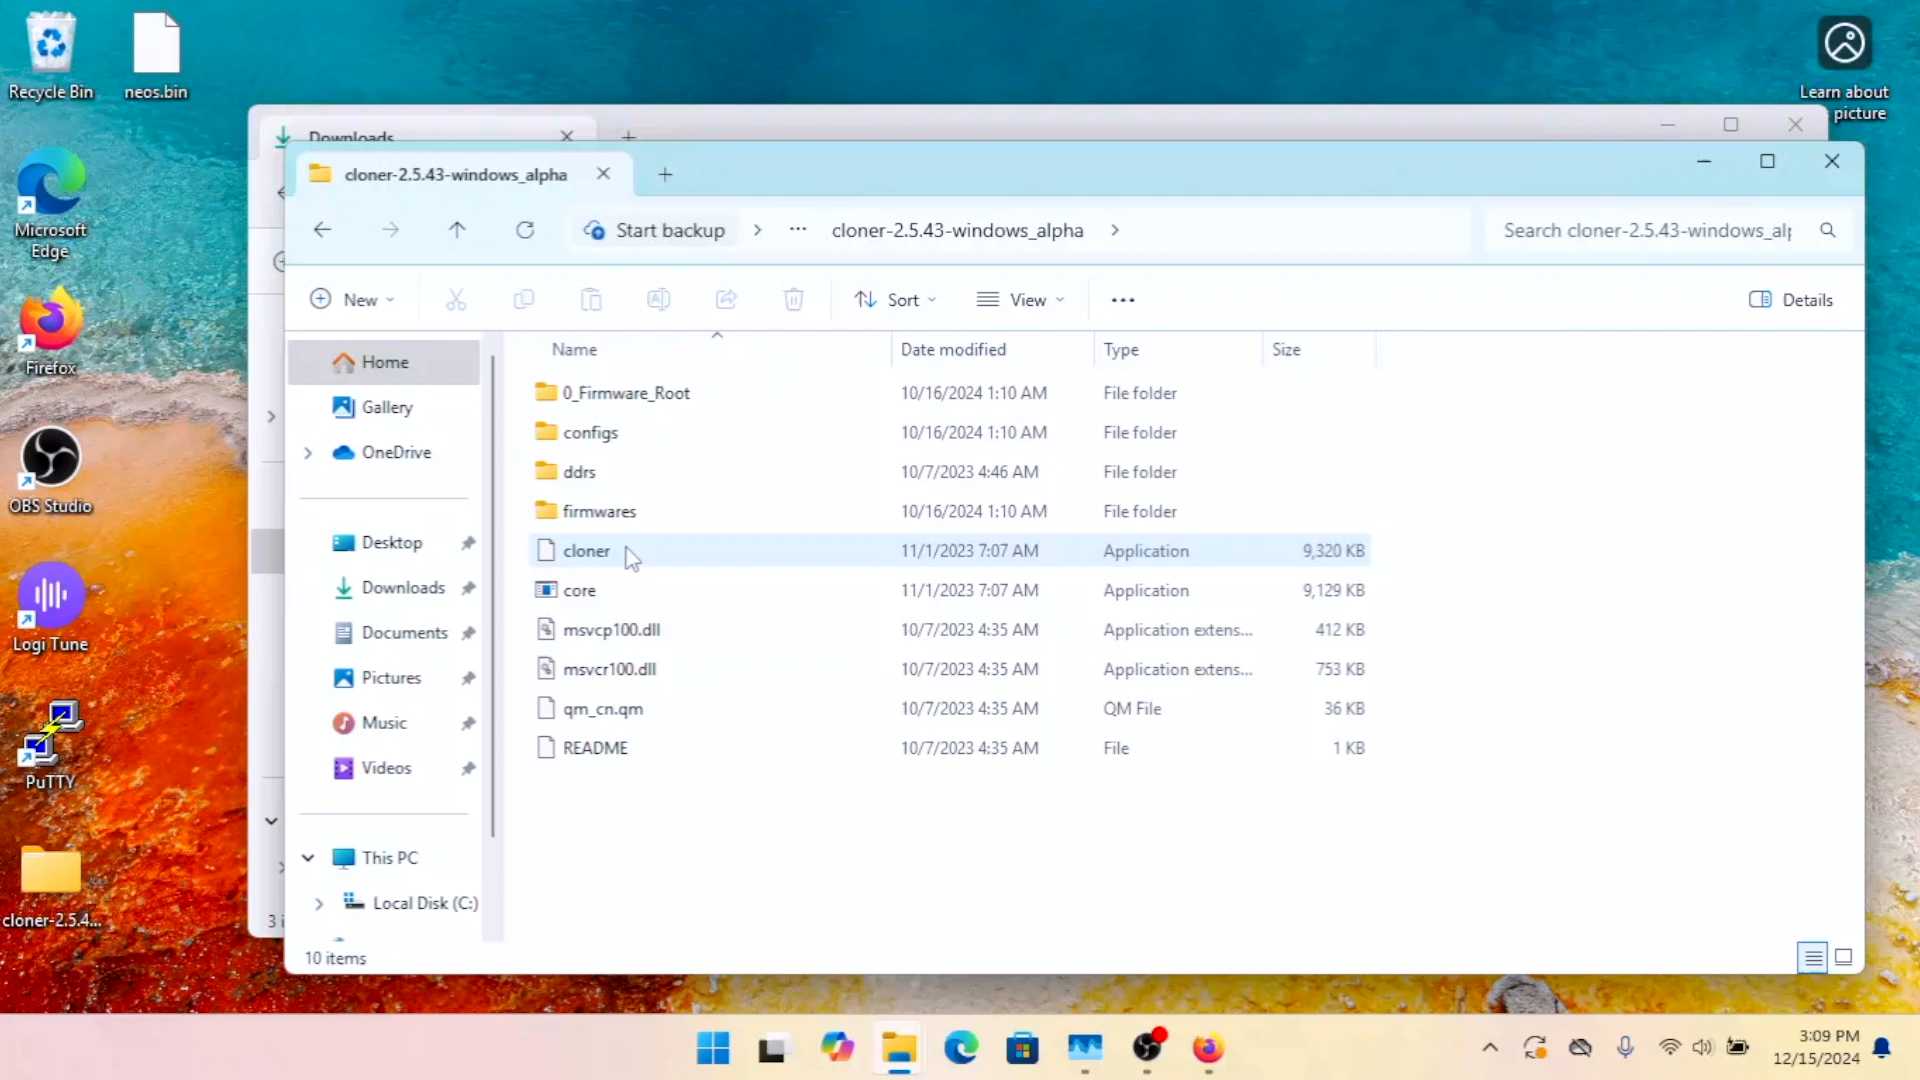 Recycle Bin
neos.bin
Learn about
picture
Microsoft
Edge
Firefox
OBS Studio
Logi Tune
PuTTY
cloner-2.5.4...
Downloads
cloner-2.5.43-windows_alpha
Start backup
cloner-2.5.43-windows_alpha
Search cloner-2.5.43-windows_al
New
Sort
View
Details
Home
Gallery
OneDrive
Desktop
Downloads
Documents
Pictures
Music
Videos
This PC
Local Disk (C:)
Name Date modified Type Size
0_Firmware_Root 10/16/2024 1:10 AM File folder
configs 10/16/2024 1:10 AM File folder
ddrs 10/7/2023 4:46 AM File folder
firmwares 10/16/2024 1:10 AM File folder
cloner 11/1/2023 7:07 AM Application 9,320 KB
core 11/1/2023 7:07 AM Application 9,129 KB
msvcp100.dll 10/7/2023 4:35 AM Application extens... 412 KB
msvcr100.dll 10/7/2023 4:35 AM Application extens... 753 KB
qm_cn.qm 10/7/2023 4:35 AM QM File 36 KB
README 10/7/2023 4:35 AM File 1 KB
3 i
10 items
3:09 PM
12/15/2024